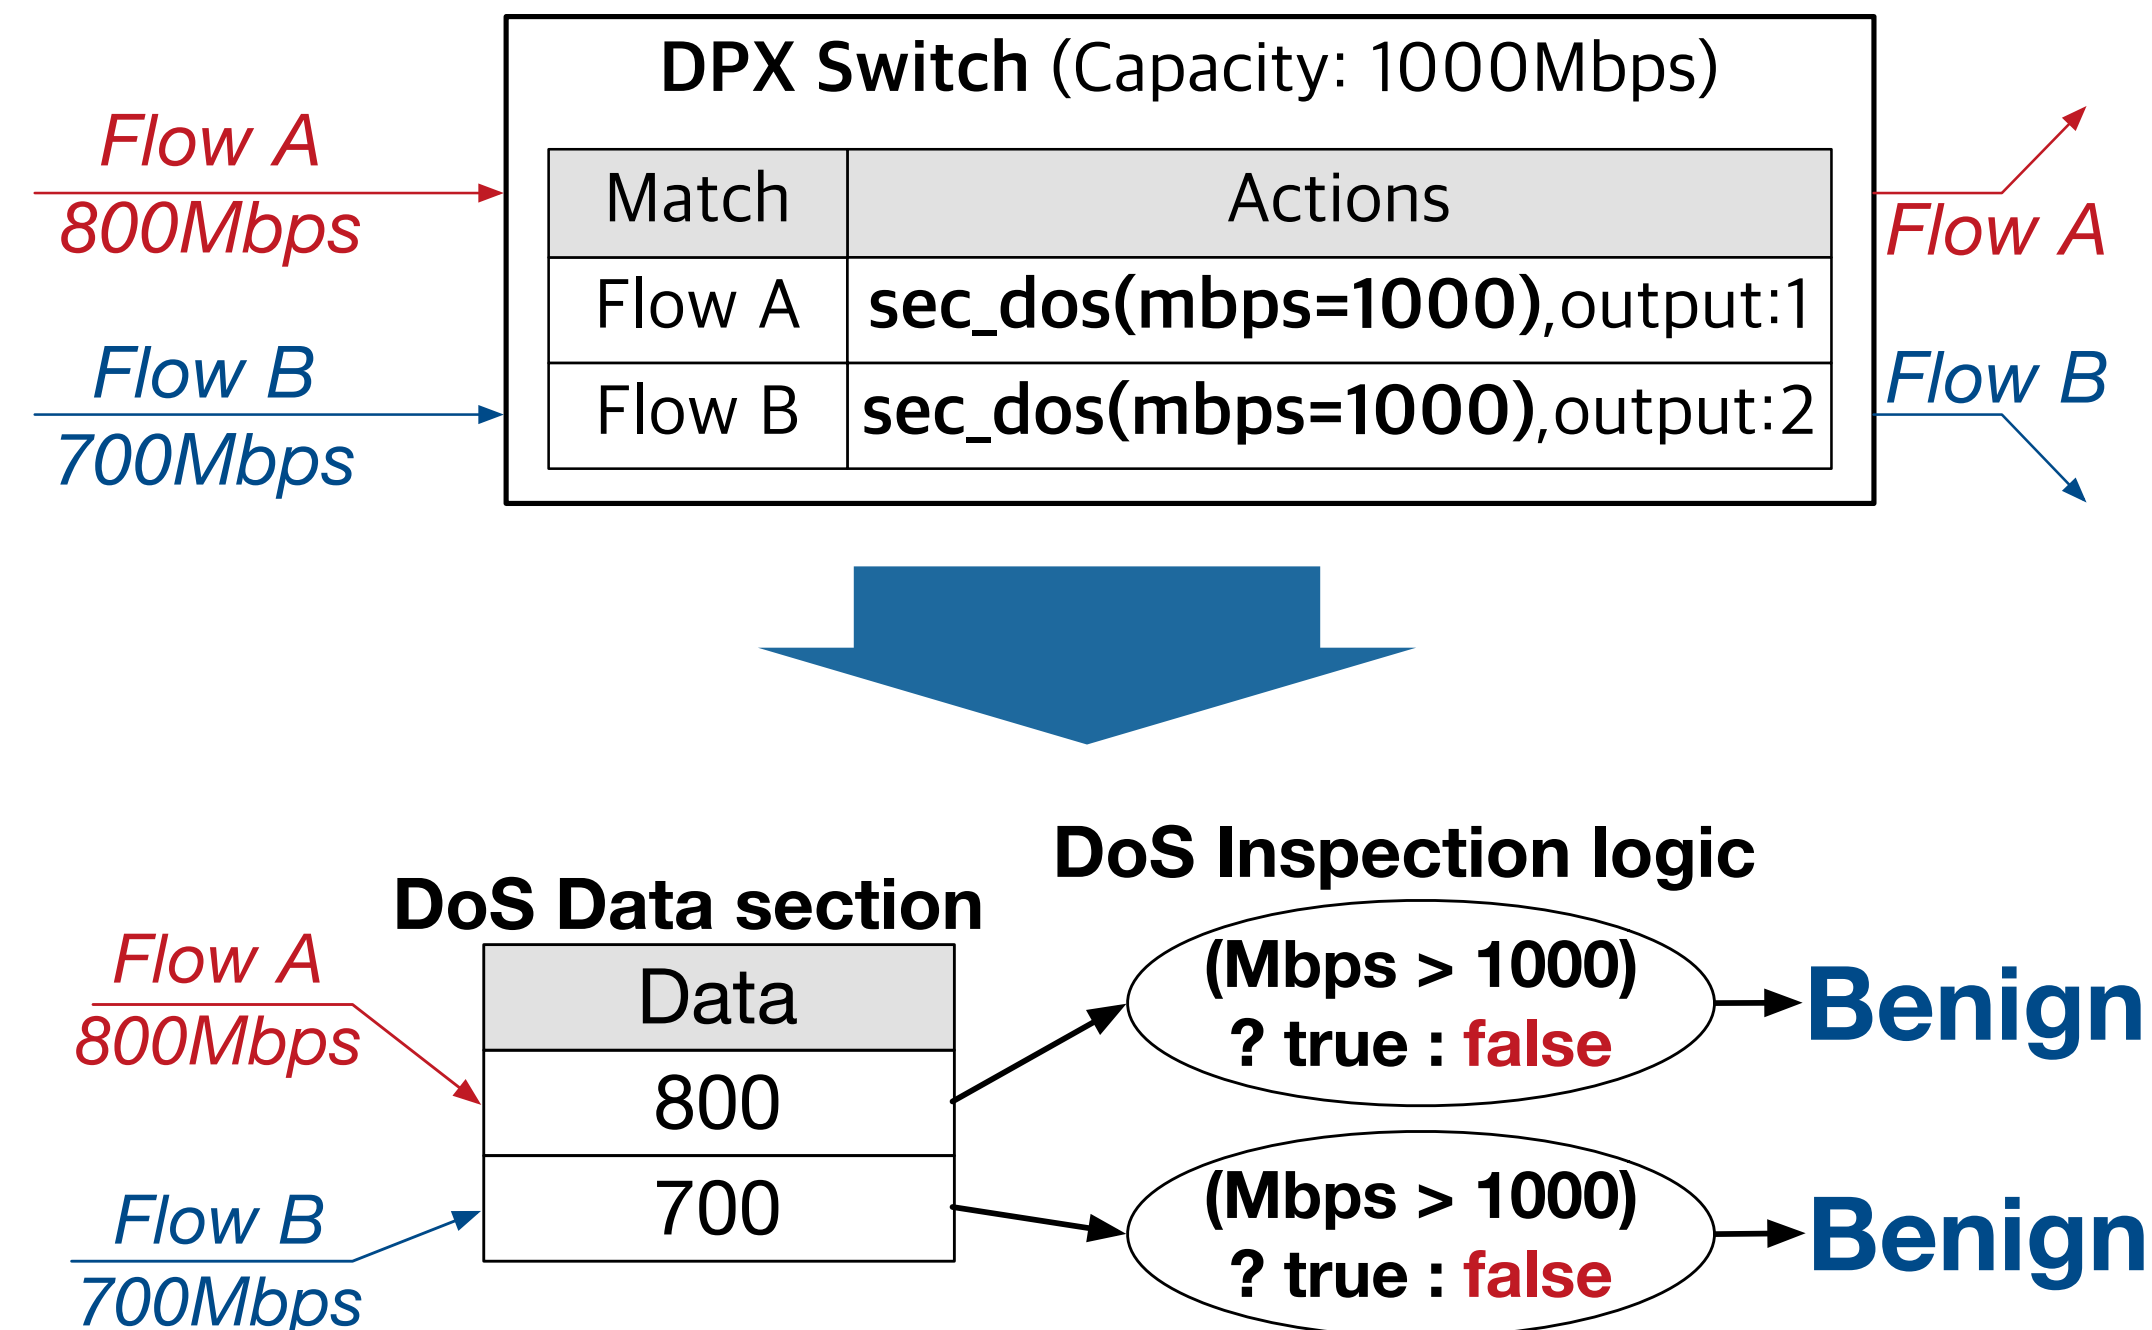 DPX Switch (Capacity: 1000Mbps)
Flow A
800Mbps
Flow B
700Mbps
Match Actions
Flow A sec_dos(mbps=1000),output:1
Flow B sec_dos(mbps=1000),output:2
Flow A
Flow B
DoS Data section
DoS Inspection logic
Flow A
800Mbps
Flow B
700Mbps
Data
800
700
(Mbps > 1000)
? true : false
Benign
(Mbps > 1000)
? true : false
Benign